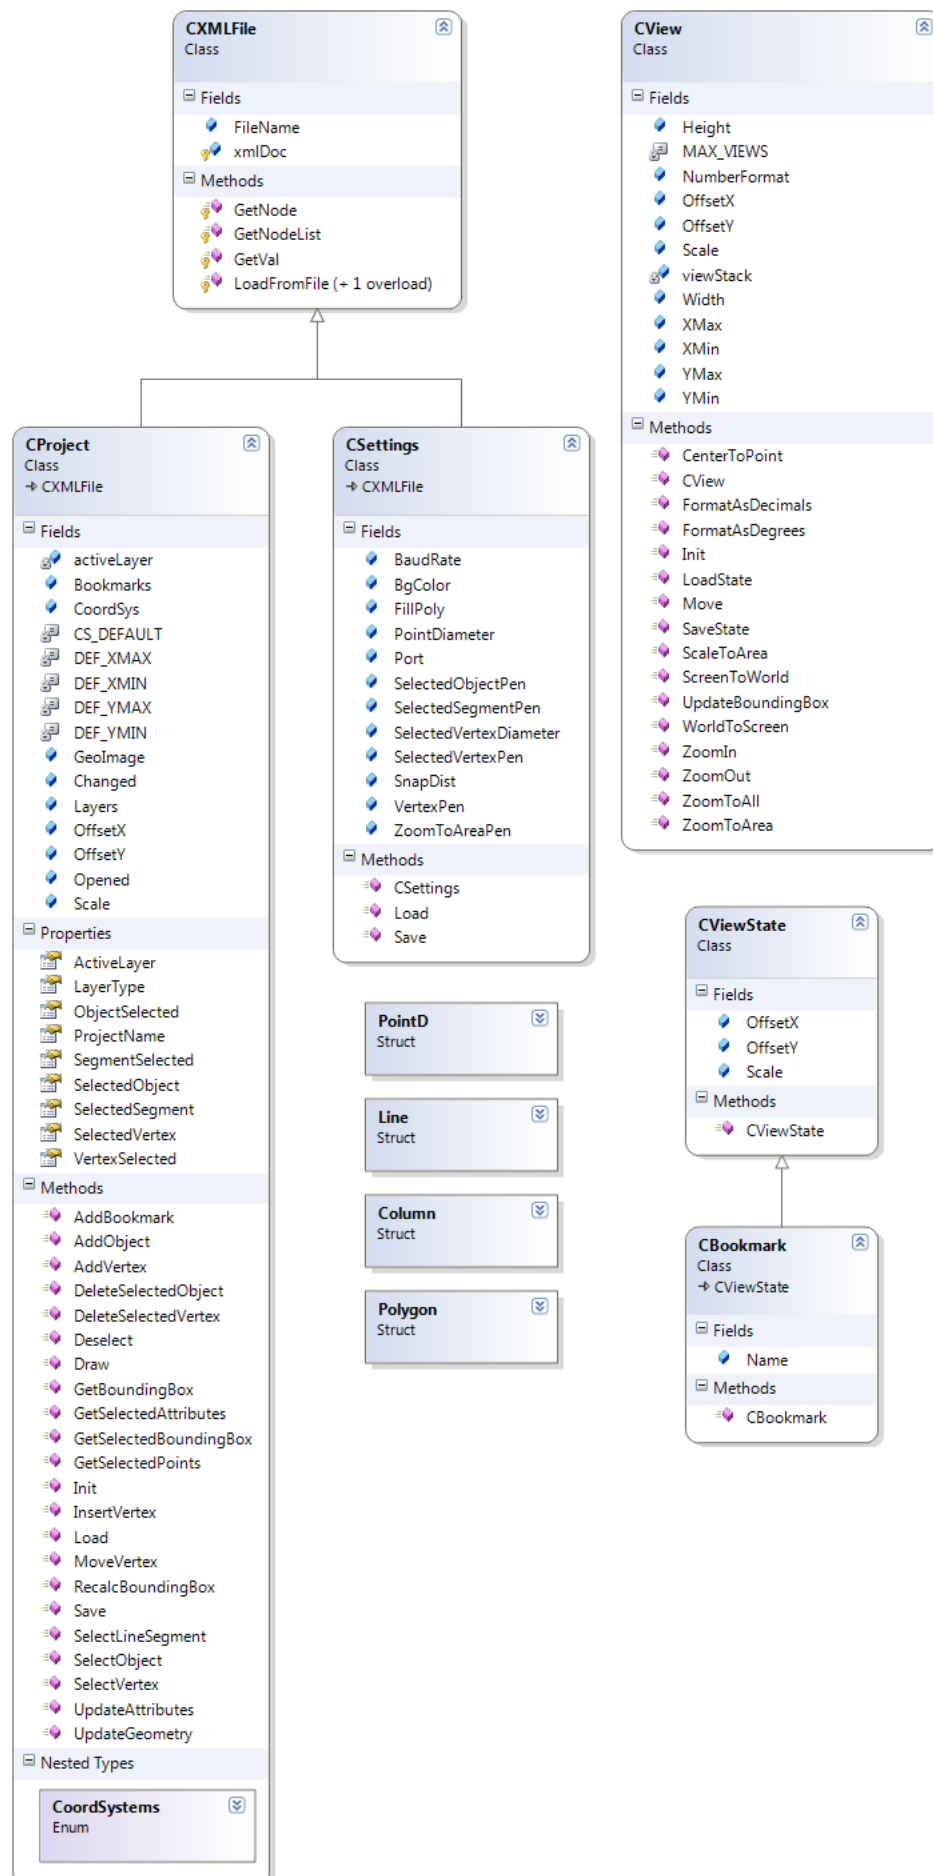 CXMLFile
Class
Fields
FileName
xmlDoc
Methods
GetNode
GetNodeList
GetVal
LoadFromFile (+ 1 overload)
CView
Class
Fields
Height
MAX_VIEWS
NumberFormat
OffsetX
OffsetY
Scale
viewStack
Width
XMax
XMin
YMax
YMin
Methods
CenterToPoint
CView
FormatAsDecimals
FormatAsDegrees
Init
LoadState
Move
SaveState
ScaleToArea
ScreenToWorld
UpdateBoundingBox
WorldToScreen
ZoomIn
ZoomOut
ZoomToAll
ZoomToArea
CProject
Class
CXMLFile
Fields
activeLayer
Bookmarks
CoordSys
CS_DEFAULT
DEF_XMAX
DEF_XMIN
DEF_YMAX
DEF_YMIN
GeoImage
Changed
Layers
OffsetX
OffsetY
Opened
Scale
Properties
ActiveLayer
LayerType
ObjectSelected
ProjectName
SegmentSelected
SelectedObject
SelectedSegment
SelectedVertex
VertexSelected
Methods
AddBookmark
AddObject
AddVertex
DeleteSelectedObject
DeleteSelectedVertex
Deselect
Draw
GetBoundingBox
GetSelectedAttributes
GetSelectedBoundingBox
GetSelectedPoints
Init
InsertVertex
Load
MoveVertex
RecalcBoundingBox
Save
SelectLineSegment
SelectObject
SelectVertex
UpdateAttributes
UpdateGeometry
Nested Types
CoordSystems
Enum
CSettings
Class
CXMLFile
Fields
BaudRate
BgColor
FillPoly
PointDiameter
Port
SelectedObjectPen
SelectedSegmentPen
SelectedVertexDiameter
SelectedVertexPen
SnapDist
VertexPen
ZoomToAreaPen
Methods
CSettings
Load
Save
PointD
Struct
Line
Struct
Column
Struct
Polygon
Struct
CViewState
Class
Fields
OffsetX
OffsetY
Scale
Methods
CViewState
CBookmark
Class
CViewState
Fields
Name
Methods
CBookmark